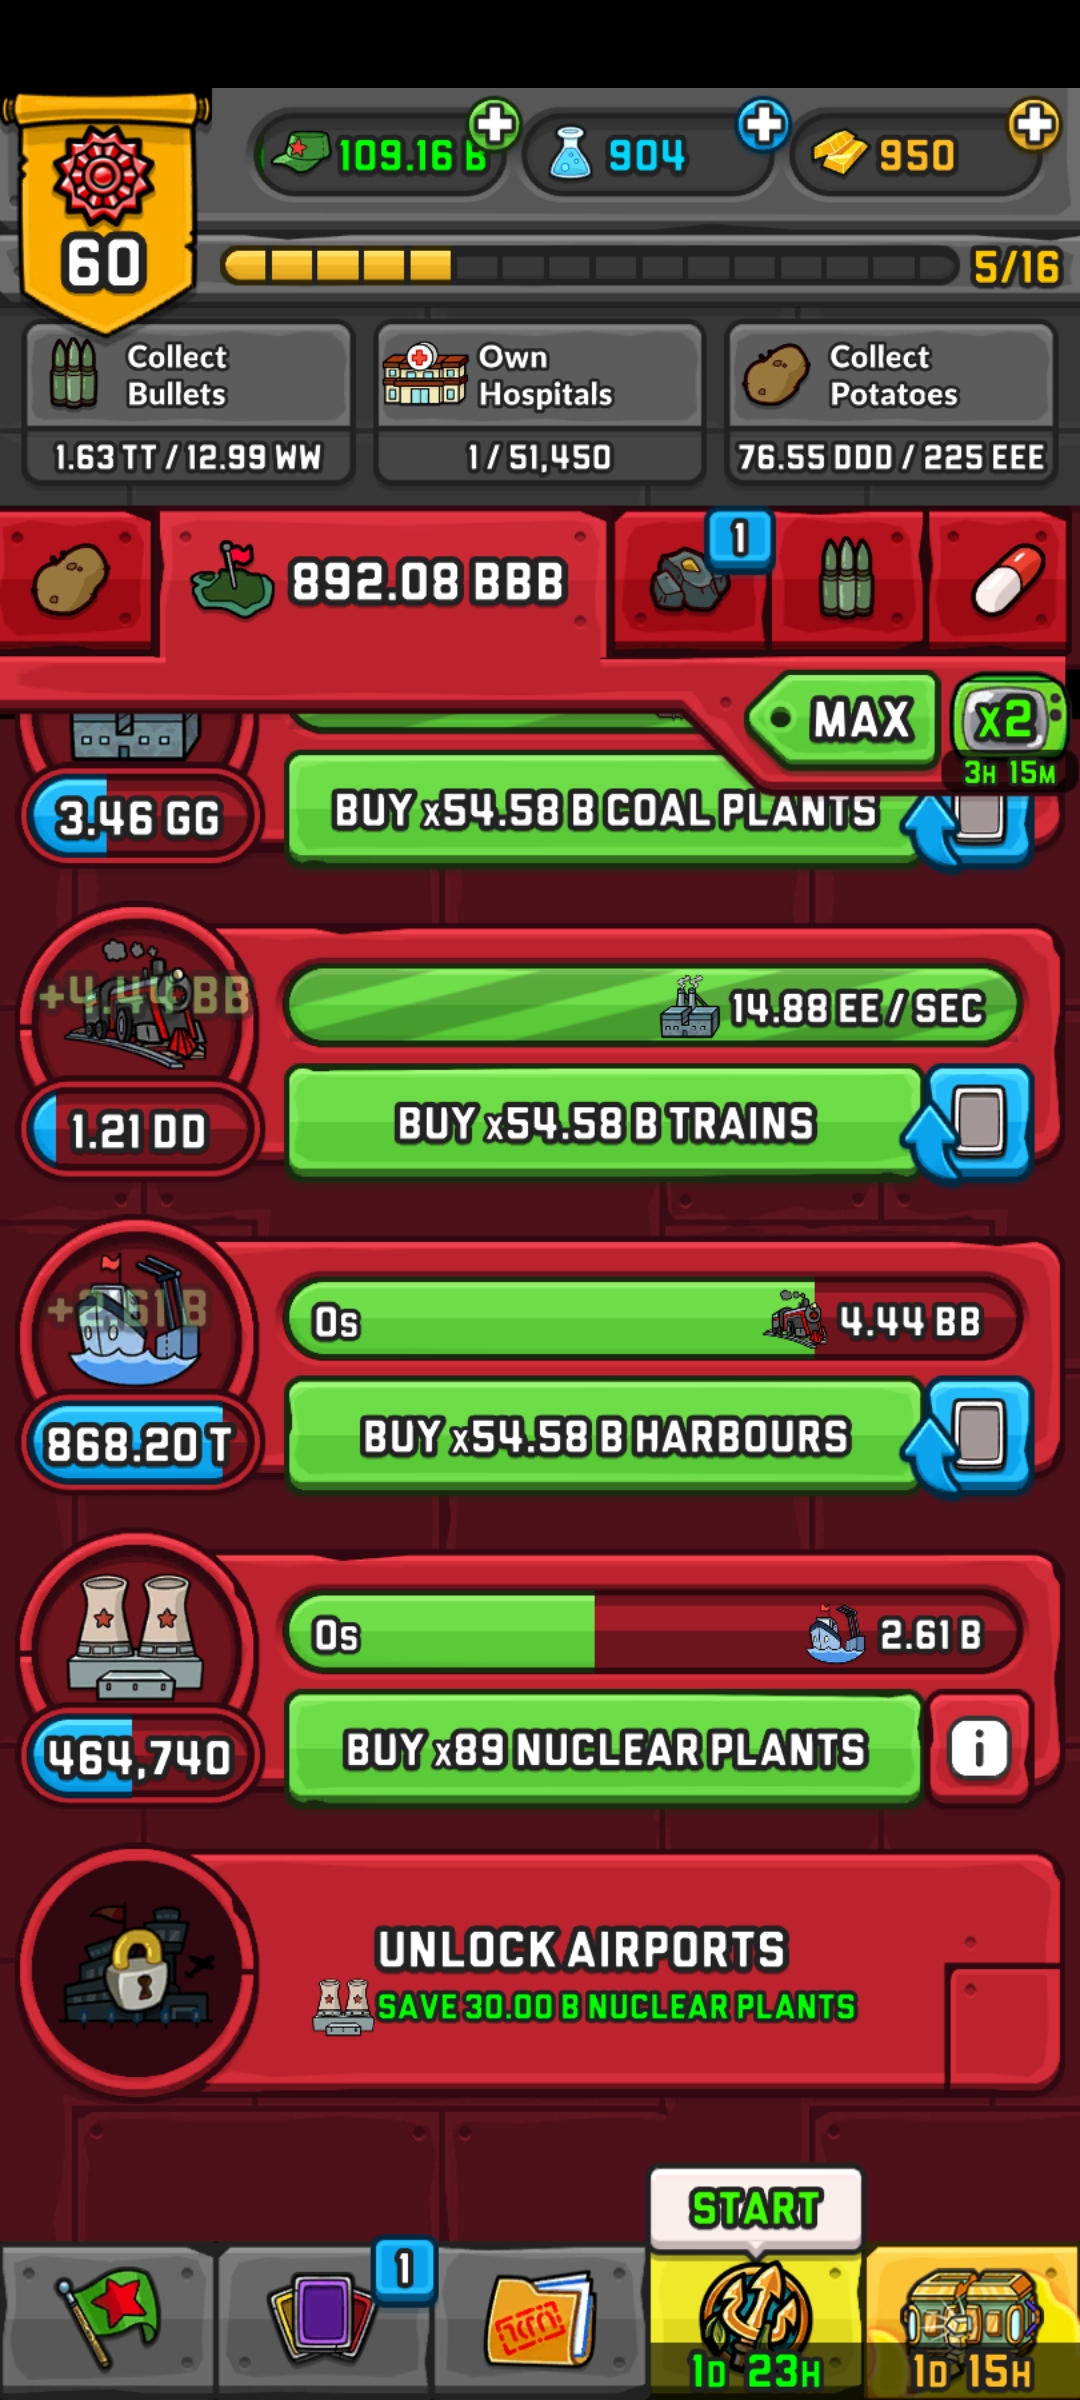 109.16 B
904
950
60
5/16
Collect
Bullets
Own
Hospitals
Collect
Potatoes
1.63 TT / 12.99 WW
1 / 51,450
76.55 DDD / 225 EEE
892.08 BBB
1
MAX
x2
3H 15M
3.46 GG
BUY x54.58 B COAL PLANTS
+4.44 BB
14.88 EE / SEC
1.21 DD
BUY x54.58 B TRAINS
+2.61 B
0s
4.44 BB
868.20 T
BUY x54.58 B HARBOURS
0s
2.61 B
464,740
BUY x89 NUCLEAR PLANTS
i
UNLOCK AIRPORTS
SAVE 30.00 B NUCLEAR PLANTS
START
1
1D 23H
1D 15H